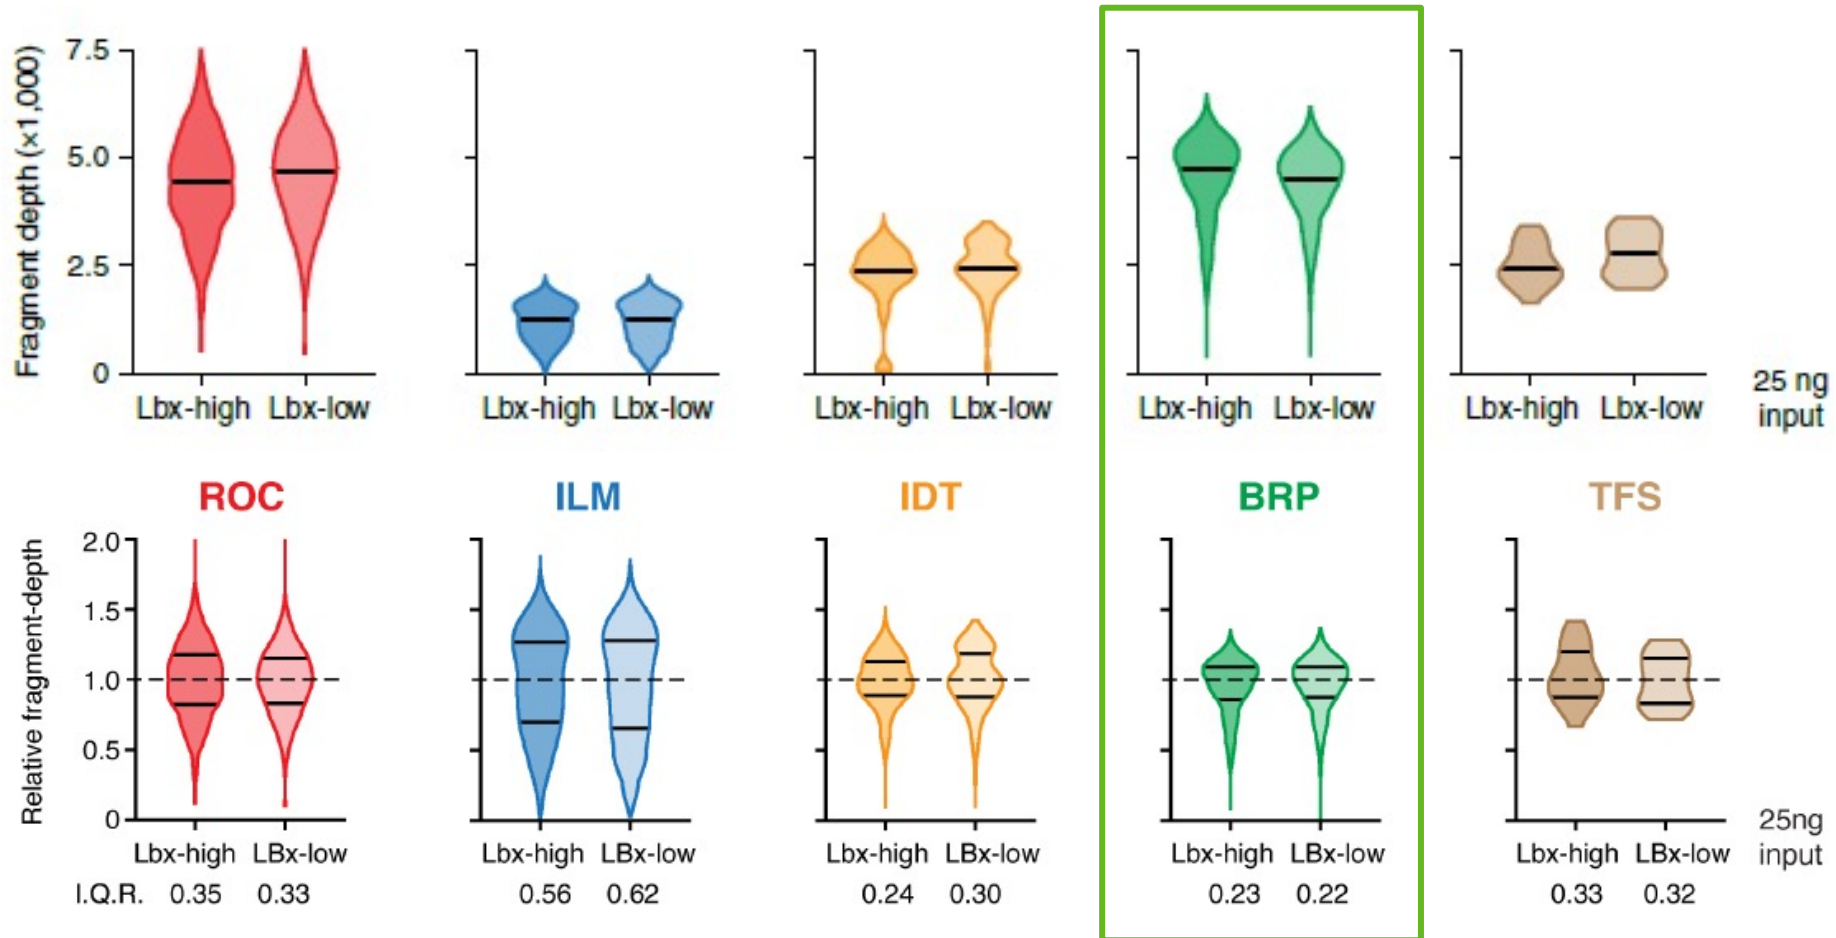 Fragment depth (×1,000)
7.5
5.0
2.5
0
Lbx-high Lbx-low
Lbx-high Lbx-low
Lbx-high Lbx-low
Lbx-high Lbx-low
Lbx-high Lbx-low
25 ng
input
ROC
ILM
IDT
BRP
TFS
Relative fragment-depth
2.0
1.5
1.0
0.5
0
Lbx-high LBx-low
Lbx-high LBx-low
Lbx-high LBx-low
Lbx-high LBx-low
Lbx-high LBx-low
25ng
input
I.Q.R. 0.35 0.33
0.56 0.62
0.24 0.30
0.23 0.22
0.33 0.32